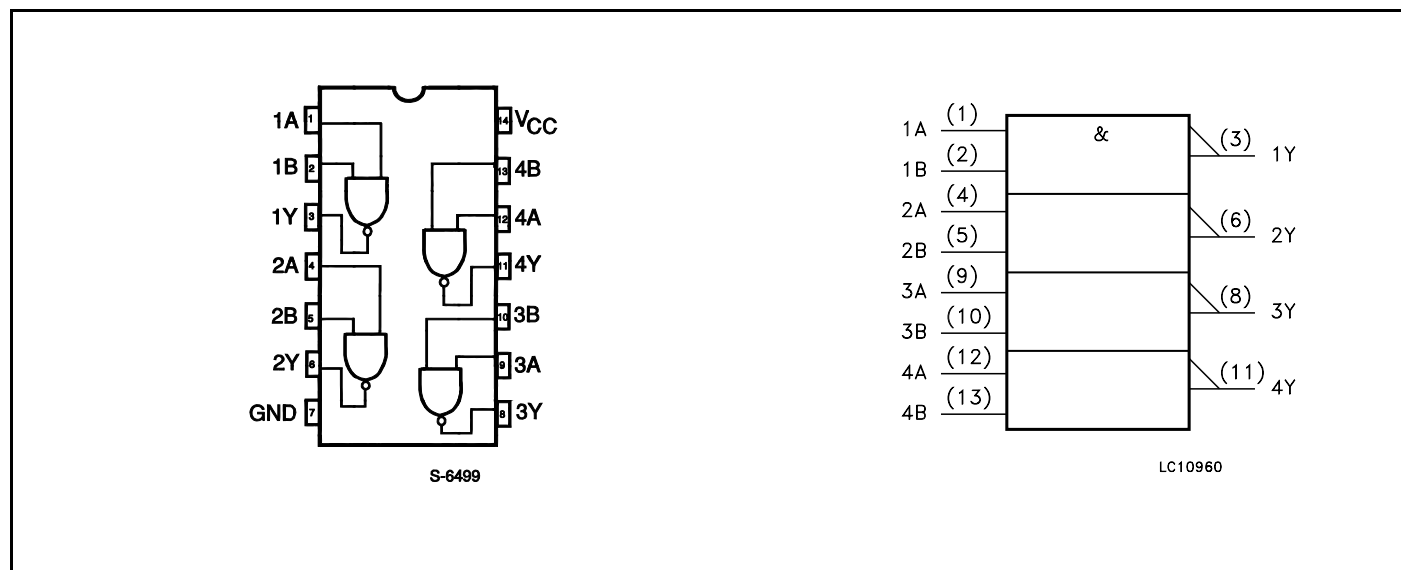 1A 1
1B 2
1Y 3
2A 4
2B 5
2Y 6
GND 7
14 VCC
13 4B
12 4A
11 4Y
10 3B
9 3A
8 3Y
S-6499
&
1A (1)
1B (2)
2A (4)
2B (5)
3A (9)
3B (10)
4A (12)
4B (13)
(3) 1Y
(6) 2Y
(8) 3Y
(11) 4Y
LC10960